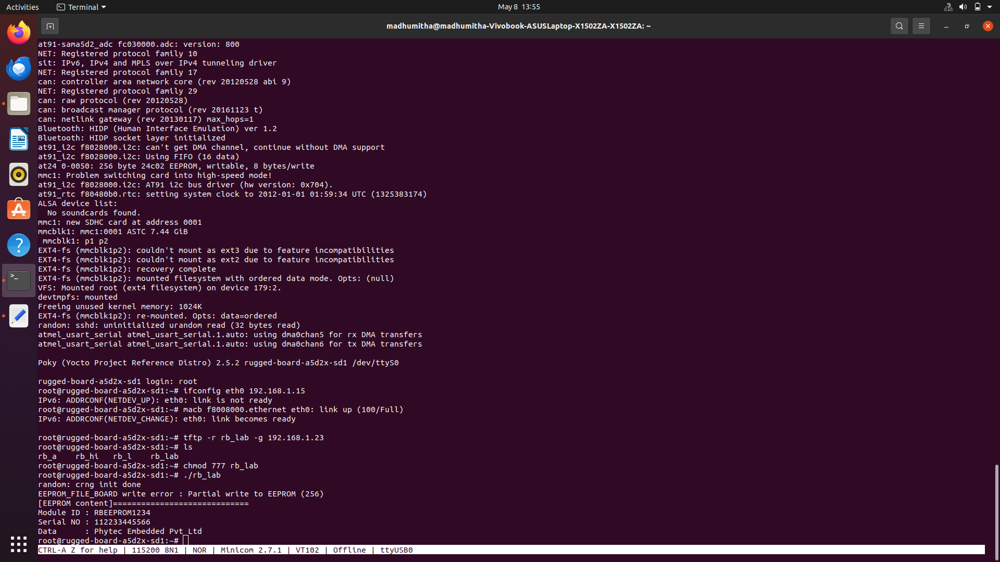 Activities
Terminal
May 8 13:55
madhumitha@madhumitha-Vivobook-ASUSLaptop-X1502ZA-X1502ZA: ~
at91-sama5d2_adc fc030000.adc: version: 800
NET: Registered protocol family 10
sit: IPv6, IPv4 and MPLS over IPv4 tunneling driver
NET: Registered protocol family 17
can: controller area network core (rev 20120528 abi 9)
NET: Registered protocol family 29
can: raw protocol (rev 20120528)
can: broadcast manager protocol (rev 20161123 t)
can: netlink gateway (rev 20130117) max_hops=1
Bluetooth: HIDP (Human Interface Emulation) ver 1.2
Bluetooth: HIDP socket layer initialized
at91_i2c f8028000.i2c: can't get DMA channel, continue without DMA support
at91_i2c f8028000.i2c: Using FIFO (16 data)
at24 0-0050: 256 byte 24c02 EEPROM, writable, 8 bytes/write
mmc1: Problem switching card into high-speed mode!
at91_i2c f8028000.i2c: AT91 i2c bus driver (hw version: 0x704).
at91_rtc f80480b0.rtc: setting system clock to 2012-01-01 01:59:34 UTC (1325383174)
ALSA device list:
  No soundcards found.
mmc1: new SDHC card at address 0001
mmcblk1: mmc1:0001 ASTC 7.44 GiB
 mmcblk1: p1 p2
EXT4-fs (mmcblk1p2): couldn't mount as ext3 due to feature incompatibilities
EXT4-fs (mmcblk1p2): couldn't mount as ext2 due to feature incompatibilities
EXT4-fs (mmcblk1p2): recovery complete
EXT4-fs (mmcblk1p2): mounted filesystem with ordered data mode. Opts: (null)
VFS: Mounted root (ext4 filesystem) on device 179:2.
devtmpfs: mounted
Freeing unused kernel memory: 1024K
EXT4-fs (mmcblk1p2): re-mounted. Opts: data=ordered
random: sshd: uninitialized urandom read (32 bytes read)
atmel_usart_serial atmel_usart_serial.1.auto: using dma0chan5 for rx DMA transfers
atmel_usart_serial atmel_usart_serial.1.auto: using dma0chan6 for tx DMA transfers
Poky (Yocto Project Reference Distro) 2.5.2 rugged-board-a5d2x-sd1 /dev/ttyS0
rugged-board-a5d2x-sd1 login: root
root@rugged-board-a5d2x-sd1:~# ifconfig eth0 192.168.1.15
IPv6: ADDRCONF(NETDEV_UP): eth0: link is not ready
root@rugged-board-a5d2x-sd1:~# macb f8008000.ethernet eth0: link up (100/Full)
IPv6: ADDRCONF(NETDEV_CHANGE): eth0: link becomes ready
root@rugged-board-a5d2x-sd1:~# tftp -r rb_lab -g 192.168.1.23
root@rugged-board-a5d2x-sd1:~# ls
rb_a    rb_hi   rb_l    rb_lab
root@rugged-board-a5d2x-sd1:~# chmod 777 rb_lab
root@rugged-board-a5d2x-sd1:~# ./rb_lab
random: crng init done
EEPROM_FILE_BOARD write error : Partial write to EEPROM (256)
[EEPROM content]=============================
Module ID : RBEEPROM1234
Serial NO : 112233445566
Data      : Phytec Embedded Pvt Ltd
root@rugged-board-a5d2x-sd1:~#
CTRL-A Z for help | 115200 8N1 | NOR | Minicom 2.7.1 | VT102 | Offline | ttyUSB0